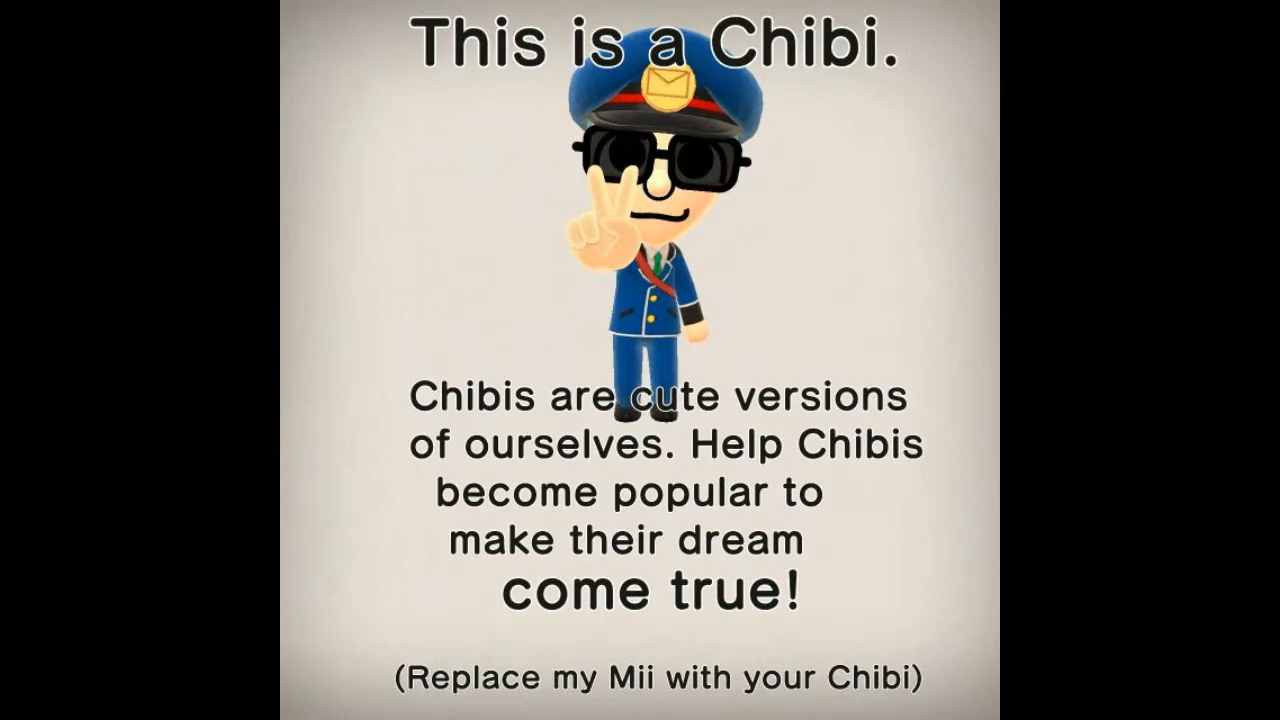 This is a Chibi.
Chibis are cute versions
of ourselves. Help Chibis
become popular to
make their dream
come true!
(Replace my Mii with your Chibi)